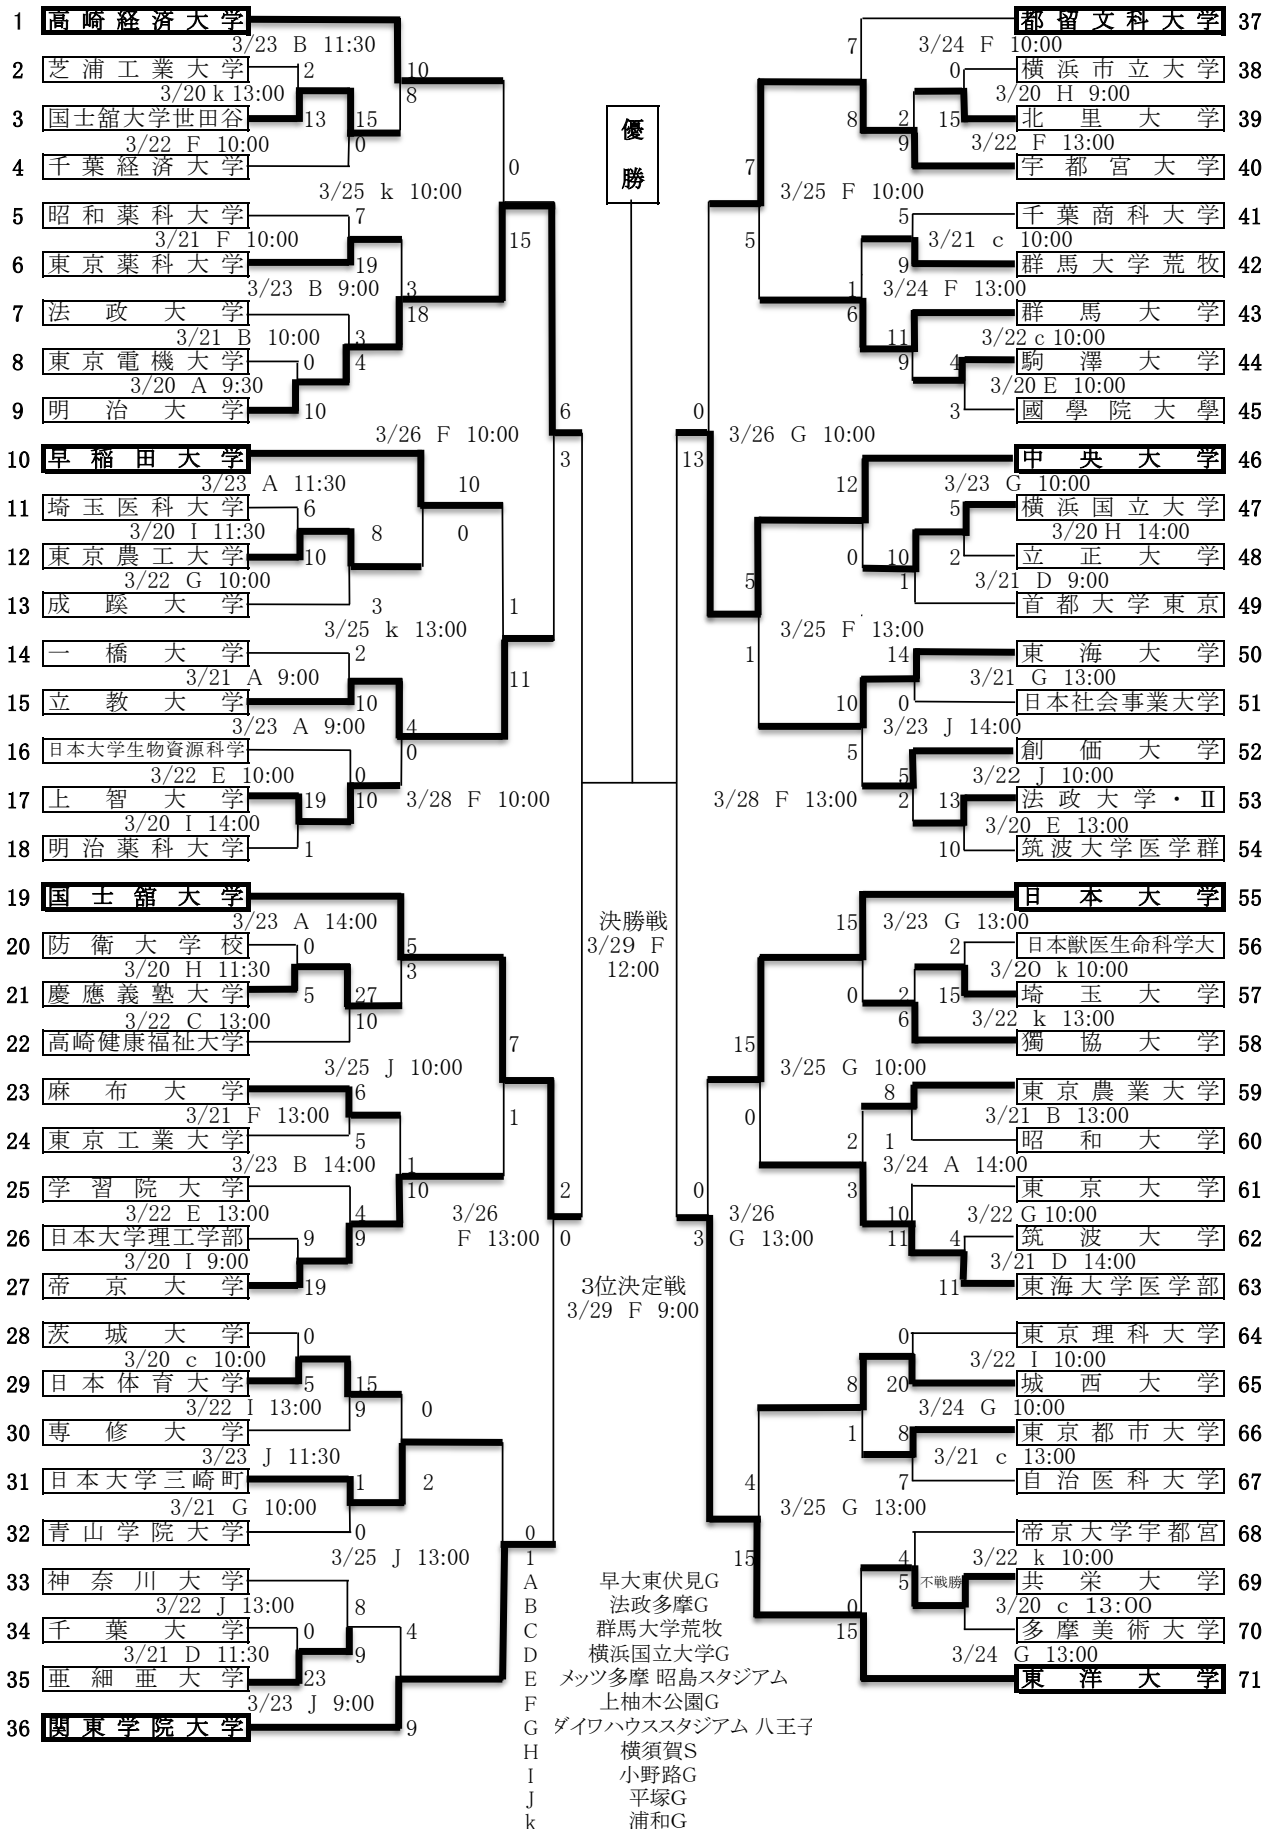 1 高崎経済大学
3/23 B 11:30
2 芝浦工業大学 2
10
3/20 k 13:00
8
3 国士舘大学世田谷 13 15
3/22 F 10:00 0
4 千葉経済大学
0
3/25 k 10:00
5 昭和薬科大学 7
3/21 F 10:00
15
6 東京薬科大学 19
3/23 B 9:00 3
3
7 法政大学
18
3/21 B 10:00 3
8 東京電機大学 0 4
3/20 A 9:30
9 明治大学 10
6
3/26 F 10:00
3
10 早稲田大学
3/23 A 11:30
10
11 埼玉医科大学 6
3/20 I 11:30 8
0
12 東京農工大学 10
3/22 G 10:00
13 成蹊大学 3
1
3/25 k 13:00
14 一橋大学 2
3/21 A 9:00
11
15 立教大学 10
3/23 A 9:00 4
16 日本大学生物資源科学
0
3/22 E 10:00 0
17 上智大学 19 10
3/28 F 10:00
3/20 I 14:00
18 明治薬科大学 1
19 国士舘大学
3/23 A 14:00
20 防衛大学校 0
5
3/20 H 11:30
3
21 慶應義塾大学 5 27
3/22 C 13:00 10
22 高崎健康福祉大学
7
3/25 J 10:00
23 麻布大学 6
3/21 F 13:00
1
24 東京工業大学 5
3/23 B 14:00 1
25 学習院大学
10
3/22 E 13:00 4
26 日本大学理工学部 9 9
3/20 I 9:00
27 帝京大学 19
2
3/26
F 13:00 0
28 茨城大学 0
3/20 c 10:00
29 日本体育大学 5 15
3/22 I 13:00 9
0
30 専修大学
3/23 J 11:30
31 日本大学三崎町 1
2
3/21 G 10:00
32 青山学院大学 0
0
3/25 J 13:00
1
33 神奈川大学
3/22 J 13:00 8
34 千葉大学 0
4
3/21 D 11:30 9
35 亜細亜大学 23
3/23 J 9:00
36 関東学院大学 9
優
勝
決勝戦
3/29 F
12:00
3位決定戦
3/29 F 9:00
A 早大東伏見G
B 法政多摩G
C 群馬大学荒牧
D 横浜国立大学G
E メッツ多摩 昭島スタジアム
F 上柚木公園G
G ダイワハウススタジアム 八王子
H 横須賀S
I 小野路G
J 平塚G
k 浦和G
都留文科大学 37
7
3/24 F 10:00
0 横浜市立大学 38
3/20 H 9:00
8 2 15 北里大学 39
9 3/22 F 13:00
宇都宮大学 40
7
3/25 F 10:00
5 千葉商科大学 41
5
3/21 c 10:00
9 群馬大学荒牧 42
1 3/24 F 13:00
6 群馬大学 43
11 3/22 c 10:00
9 4 駒澤大学 44
3/20 E 10:00
3 國學院大學 45
0
3/26 G 10:00
13
中央大学 46
12 3/23 G 10:00
5 横浜国立大学 47
3/20 H 14:00
0 10 2 立正大学 48
1 3/21 D 9:00
首都大学東京 49
5
3/25 F 13:00
1
14 東海大学 50
3/21 G 13:00
10 0 日本社会事業大学 51
3/23 J 14:00
5 創価大学 52
5 3/22 J 10:00
3/28 F 13:00
2 13 法政大学・Ⅱ 53
3/20 E 13:00
10 筑波大学医学群 54
日本大学 55
15 3/23 G 13:00
2 日本獣医生命科学大 56
3/20 k 10:00
0 2 15 埼玉大学 57
6 3/22 k 13:00
獨協大学 58
15
3/25 G 10:00
0
8 東京農業大学 59
3/21 B 13:00
2 1 昭和大学 60
3/24 A 14:00
3 東京大学 61
10 3/22 G 10:00
11 4 筑波大学 62
3/21 D 14:00
11 東海大学医学部 63
0
3/26
3 G 13:00
0 東京理科大学 64
3/22 I 10:00
8 20 城西大学 65
3/24 G 10:00
1 8 東京都市大学 66
3/21 c 13:00
7 自治医科大学 67
4
3/25 G 13:00
15
帝京大学宇都宮 68
4 3/22 k 10:00
5 不戦勝 共栄大学 69
0 3/20 c 13:00
15 多摩美術大学 70
3/24 G 13:00
東洋大学 71